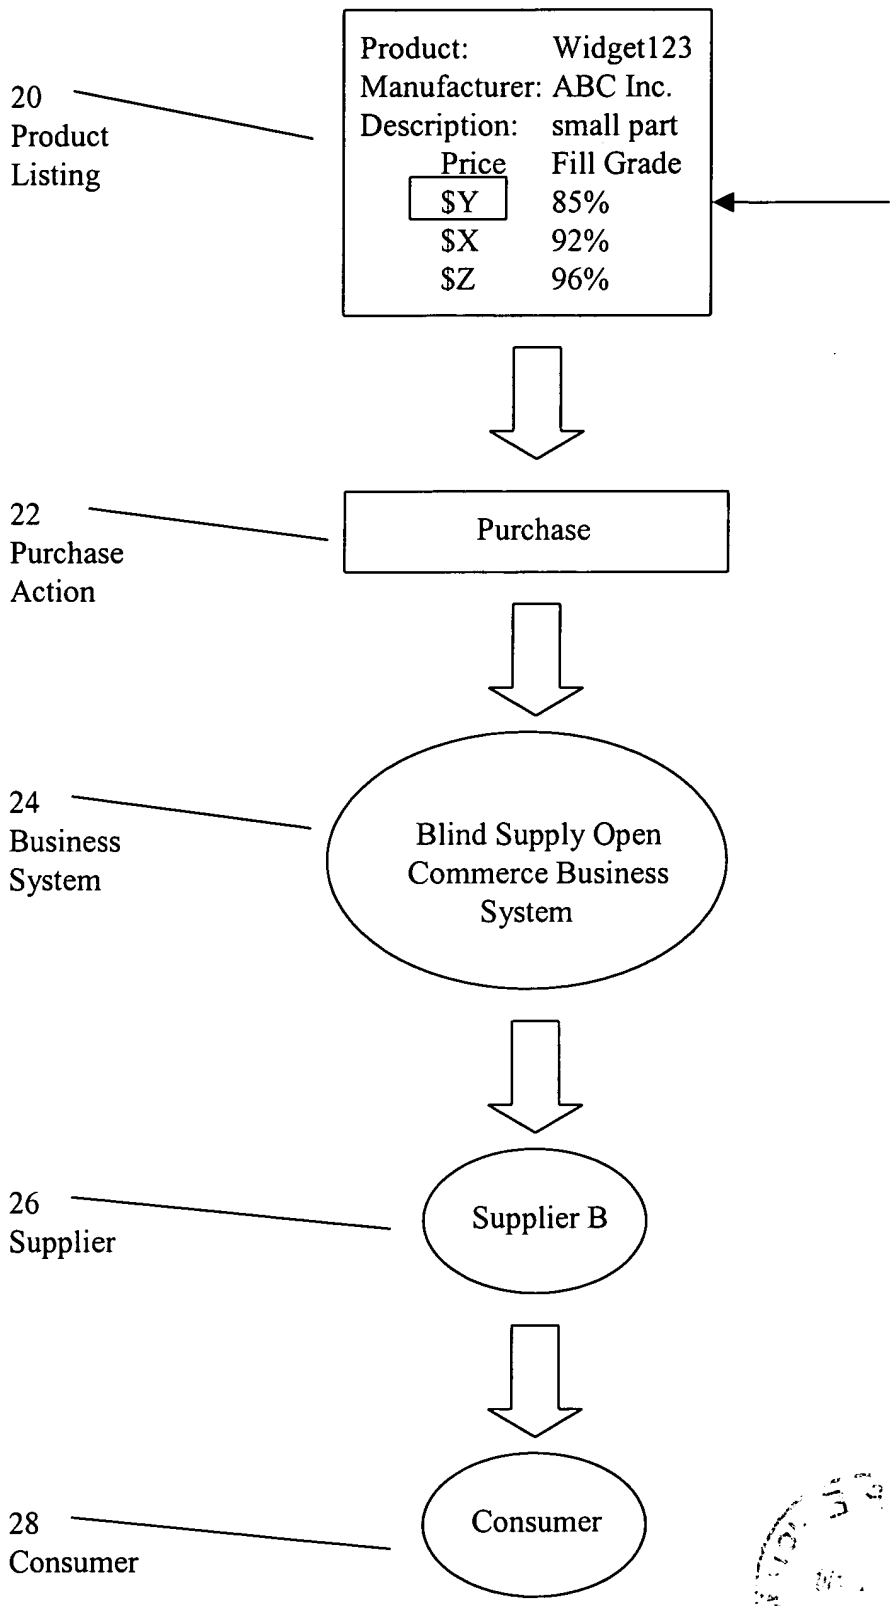 Product: Widget123
Manufacturer: ABC Inc.
Description: small part
Price Fill Grade
$Y 85%
$X 92%
$Z 96%
20
Product
Listing
Purchase
22
Purchase
Action
Blind Supply Open
Commerce Business
System
24
Business
System
Supplier B
26
Supplier
Consumer
28
Consumer